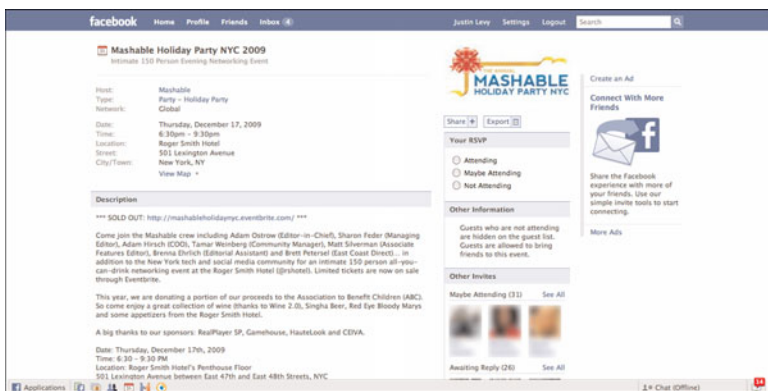 facebook Home Profile Friends Inbox 4 Justin Levy Settings Logout Search
Mashable Holiday Party NYC 2009
Intimate 150 Person Evening Networking Event
Host: Mashable
Type: Party - Holiday Party
Network: Global
Date: Thursday, December 17, 2009
Time: 6:30pm - 9:30pm
Location: Roger Smith Hotel
Street: 501 Lexington Avenue
City/Town: New York, NY
View Map
Description
*** SOLD OUT: http://mashableholidaynyc.eventbrite.com/ ***
Come join the Mashable crew including Adam Ostrow (Editor-in-Chief), Sharon Feder (Managing
Editor), Adam Hirsch (COO), Tamar Weinberg (Community Manager), Matt Silverman (Associate
Features Editor), Brenna Ehrlich (Editorial Assistant) and Brett Petersel (East Coast Direct)... in
addition to the New York tech and social media community for an intimate 150 person all-you-
can-drink networking event at the Roger Smith Hotel (@rshotel). Limited tickets are now on sale
through Eventbrite.
This year, we are donating a portion of our proceeds to the Association to Benefit Children (ABC).
So come enjoy a great collection of wine (thanks to Wine 2.0), Singha Beer, Red Eye Bloody Marys
and some appetizers from the Roger Smith Hotel.
A big thanks to our sponsors: RealPlayer SP, Gamehouse, HauteLook and CEIVA.
Date: Thursday, December 17th, 2009
Time: 6:30 - 9:30 PM
Location: Roger Smith Hotel's Penthouse Floor
501 Lexington Avenue between East 47th and East 48th Streets, NYC
MASHABLE
HOLIDAY PARTY NYC
Share + Export
Your RSVP
Attending
Maybe Attending
Not Attending
Other Information
Guests who are not attending
are hidden on the guest list.
Guests are allowed to bring
friends to this event.
Other Invites
Maybe Attending (31) See All
Awaiting Reply (26) See All
Create an Ad
Connect With More
Friends
f
Share the Facebook
experience with more of
your friends. Use our
simple invite tools to start
connecting.
More Ads
Applications
Chat (Offline)
14